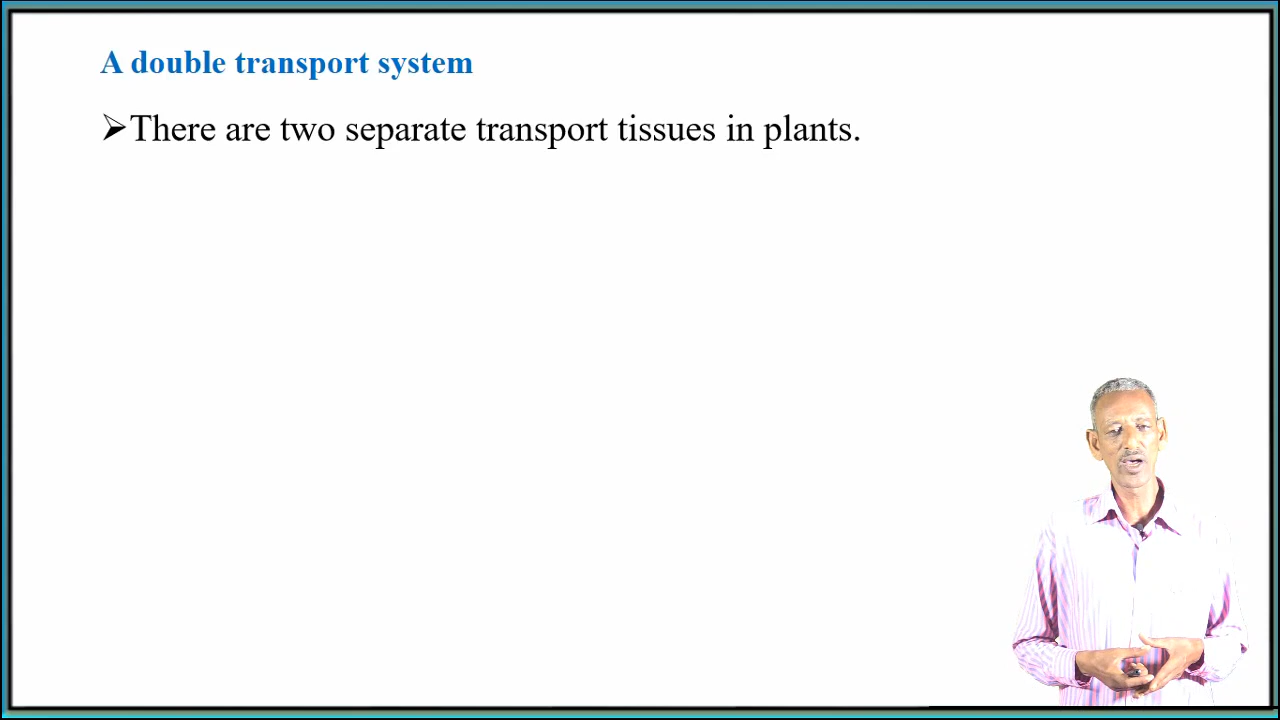 A double transport system
➢There are two separate transport tissues in plants.